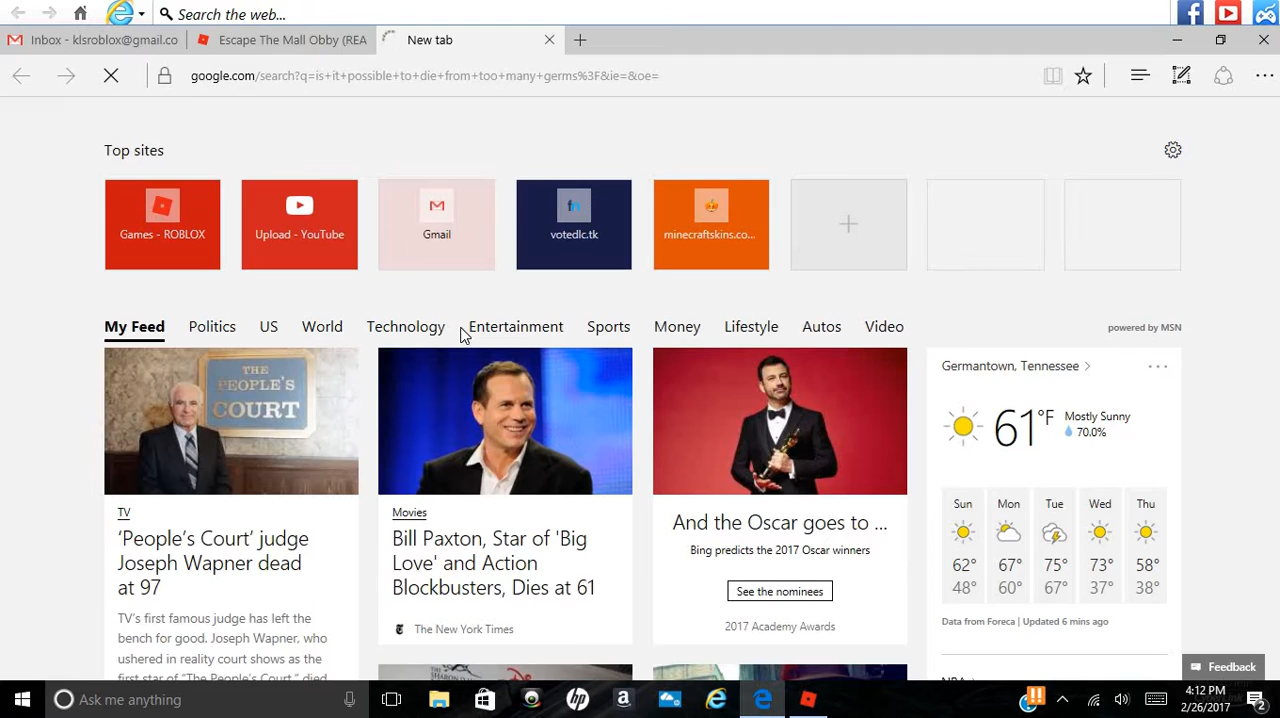 Search the web...
Inbox - klsroblox@gmail.co
Escape The Mall Obby (REA
New tab
google.com/search?q=is+it+possible+to+die+from+too+many+germs%3F&ie=&oe=
Top sites
Games - ROBLOX
Upload - YouTube
Gmail
votedlc.tk
minecraftskins.co...
My Feed
Politics
US
World
Technology
Entertainment
Sports
Money
Lifestyle
Autos
Video
powered by MSN
THE
PEOPLE'S
COURT
TV
'People's Court' judge
Joseph Wapner dead
at 97
TV's first famous judge has left the
bench for good. Joseph Wapner, who
ushered in reality court shows as the
first star of "The People's Court," died
Movies
Bill Paxton, Star of 'Big
Love' and Action
Blockbusters, Dies at 61
The New York Times
And the Oscar goes to ...
Bing predicts the 2017 Oscar winners
See the nominees
2017 Academy Awards
Germantown, Tennessee
61°F
Mostly Sunny
70.0%
Sun Mon Tue Wed Thu
62° 67° 75° 73° 58°
48° 60° 67° 37° 38°
Data from Foreca | Updated 6 mins ago
Feedback
Ask me anything
4:12 PM
2/26/2017
2